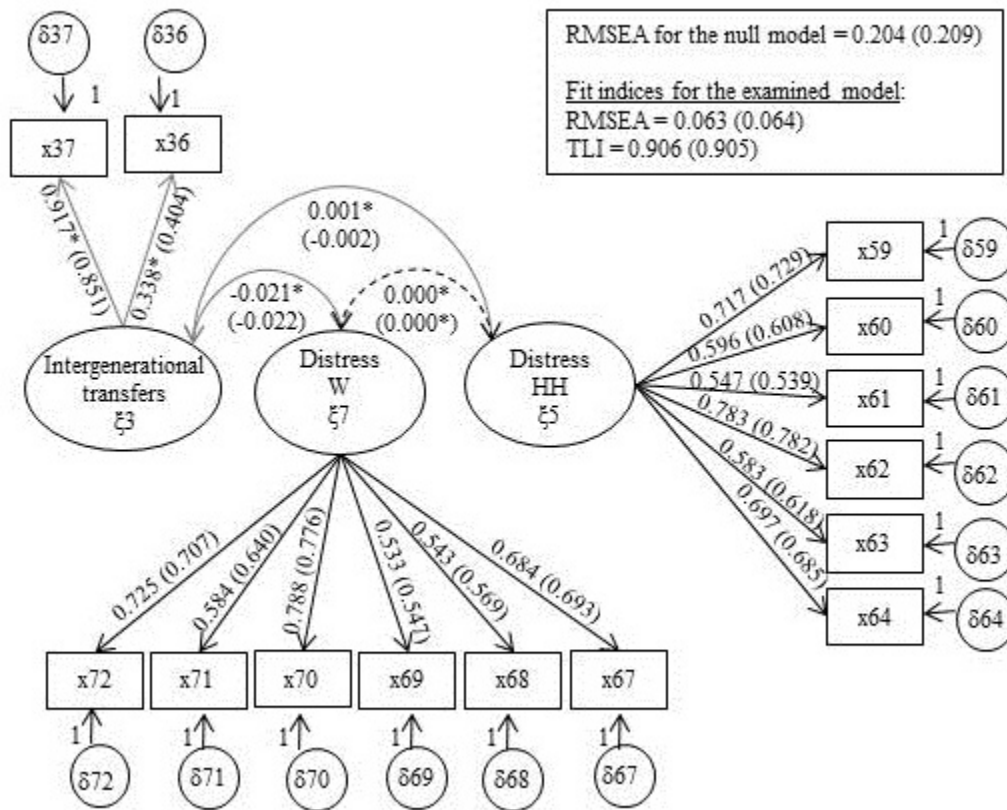 δ37
δ36
1
1
x37
x36
0.917* (0.851)
0.338* (0.404)
RMSEA for the null model = 0.204 (0.209)
Fit indices for the examined model:
RMSEA = 0.063 (0.064)
TLI = 0.906 (0.905)
0.001*
(-0.002)
-0.021*
(-0.022)
0.000*
(0.000*)
Intergenerational
transfers
ξ3
Distress
W
ξ7
Distress
HH
ξ5
0.717 (0.729)
0.596 (0.608)
0.547 (0.539)
0.783 (0.782)
0.583 (0.618)
0.697 (0.685)
x59
1
δ59
x60
1
δ60
x61
1
δ61
x62
1
δ62
x63
1
δ63
x64
1
δ64
0.725 (0.707)
0.584 (0.640)
0.788 (0.776)
0.533 (0.547)
0.543 (0.569)
0.684 (0.693)
x72
x71
x70
x69
x68
x67
1
1
1
1
1
1
δ72
δ71
δ70
δ69
δ68
δ67